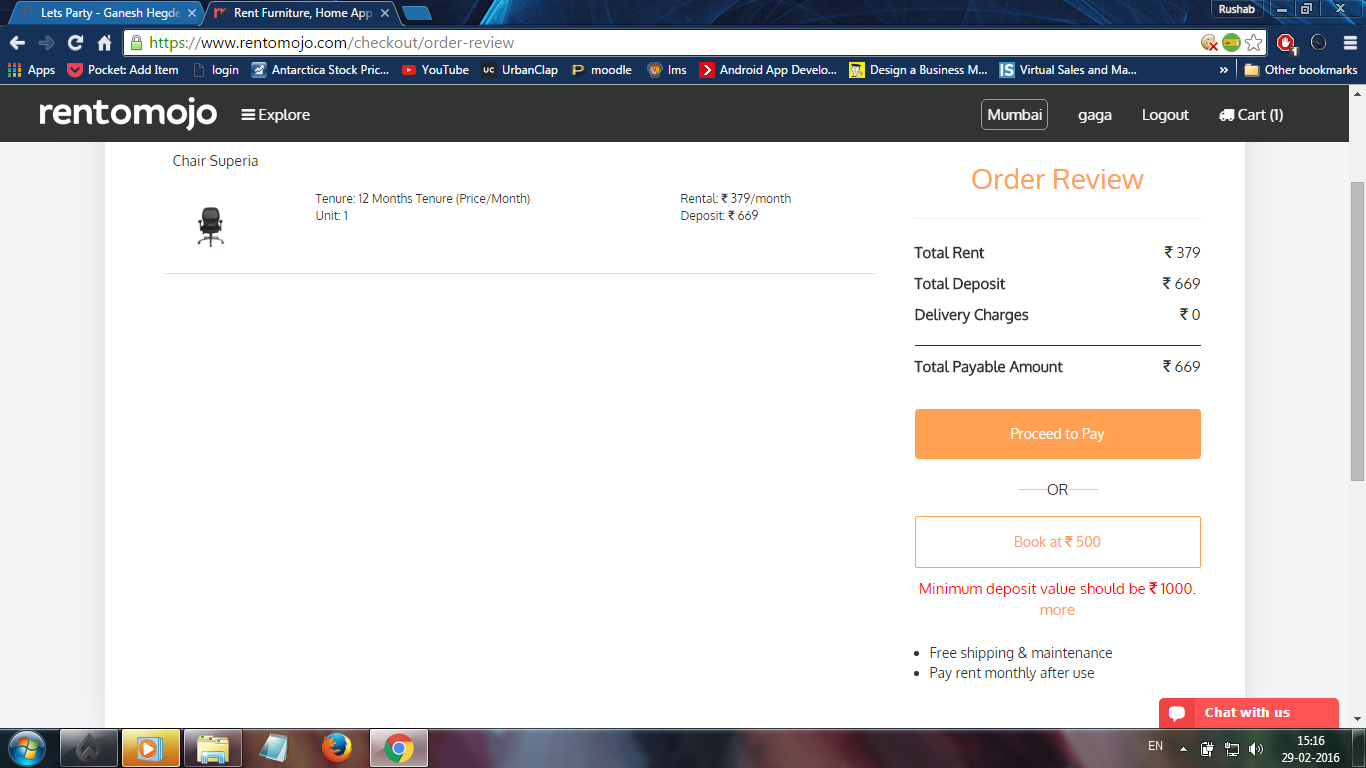 Lets Party - Ganesh Hegde
Rent Furniture, Home App
Rushab
https://www.rentomojo.com/checkout/order-review
1
Apps
Pocket: Add Item
login
Antarctica Stock Pric...
YouTube
UC
UrbanClap
P
moodle
lms
Android App Develo...
Design a Business M...
IS
Virtual Sales and Ma...
»
Other bookmarks
rentomojo
Explore
Mumbai
gaga
Logout
Cart (1)
Chair Superia
Tenure: 12 Months Tenure (Price/Month)
Unit: 1
Rental: ₹ 379/month
Deposit: ₹ 669
Order Review
Total Rent ₹ 379
Total Deposit ₹ 669
Delivery Charges ₹ 0
Total Payable Amount ₹ 669
Proceed to Pay
OR
Book at ₹ 500
Minimum deposit value should be ₹ 1000.
more
• Free shipping & maintenance
• Pay rent monthly after use
Chat with us
EN
15:16
29-02-2016